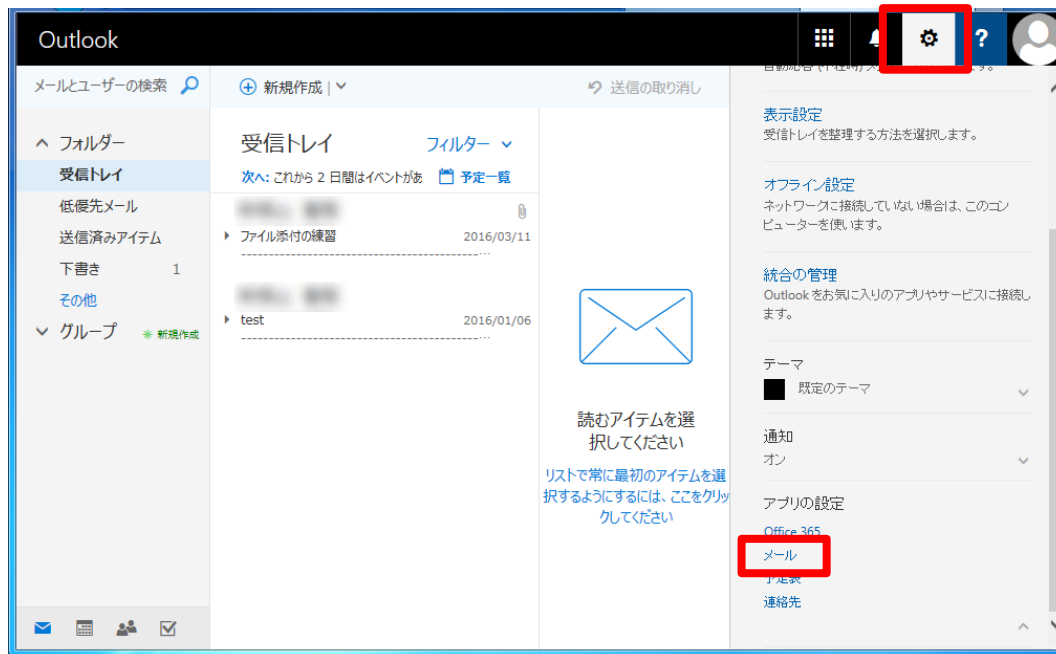 Outlook
?
メールとユーザーの検索
新規作成 |
送信の取り消し
フォルダー
受信トレイ
低優先メール
送信済みアイテム
下書き 1
その他
グループ
新規作成
受信トレイ
フィルター
次へ: これから 2 日間はイベントがあ
予定一覧
ファイル添付の練習 2016/03/11
-------------------------------------------...
test 2016/01/06
-------------------------------------------...
読むアイテムを選
択してください
リストで常に最初のアイテムを選
択するようにするには、ここをクリッ
クしてください
表示設定
受信トレイを整理する方法を選択します。
オフライン設定
ネットワークに接続していない場合は、このコン
ピューターを使います。
統合の管理
Outlook をお気に入りのアプリやサービスに接続し
ます。
テーマ
既定のテーマ
通知
オン
アプリの設定
Office 365
メール
予定表
連絡先